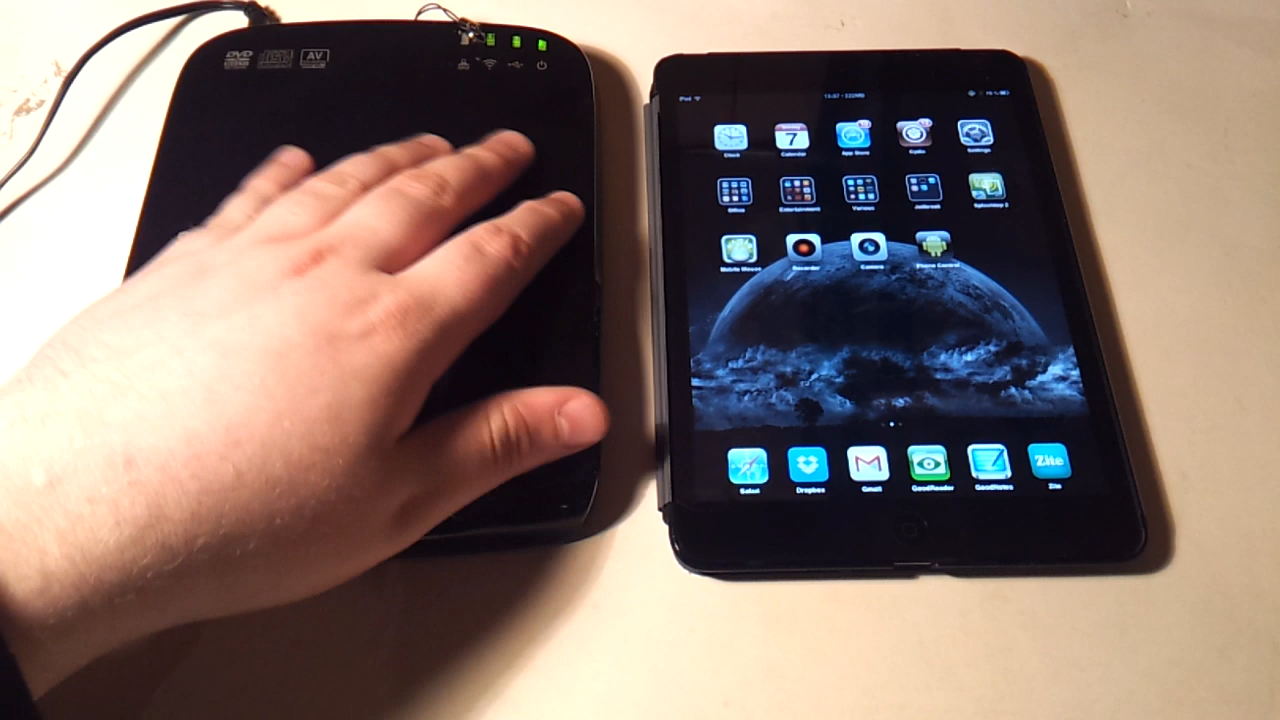 DVD
AV
iPad
Clock
Calendar
7
App Store
Cydia
Settings
Office
Entertainment
Various
Jailbreak
Splashtop 2
Mobile Mouse
Recorder
Camera
Phone Control
Safari
Dropbox
Gmail
GoodReader
GoodNotes
Zite
Zite